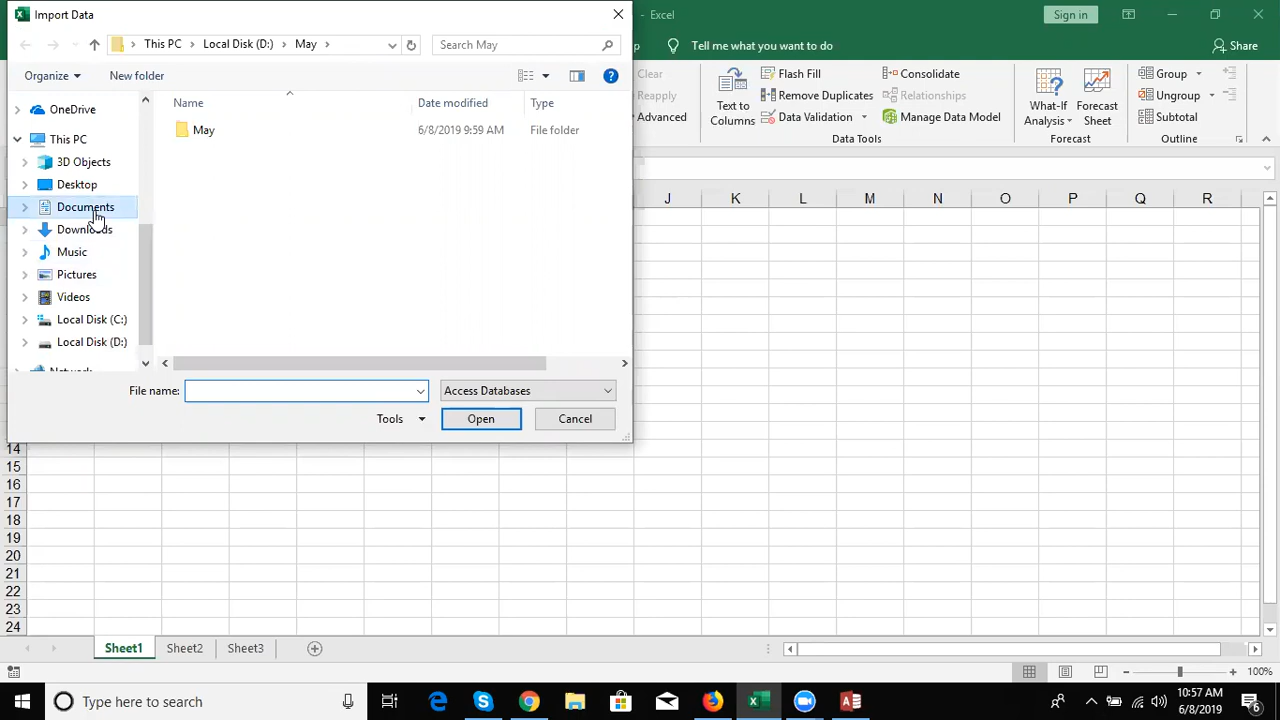 Import Data
- Excel
Sign in
This PC
Local Disk (D:)
May
Search May
Tell me what you want to do
Share
Organize
New folder
Clear
Reapply
Advanced
Text to
Columns
Flash Fill
Remove Duplicates
Data Validation
Consolidate
Relationships
Manage Data Model
Data Tools
What-If
Analysis
Forecast
Sheet
Forecast
Group
Ungroup
Subtotal
Outline
Name
Date modified
Type
May
6/8/2019 9:59 AM
File folder
OneDrive
This PC
3D Objects
Desktop
Documents
Downloads
Music
Pictures
Videos
Local Disk (C:)
Local Disk (D:)
Network
File name:
Access Databases
Tools
Open
Cancel
J K L M N O P Q R
14
15
16
17
18
19
20
21
22
23
24
Sheet1
Sheet2
Sheet3
100%
Type here to search
10:57 AM
6/8/2019
6